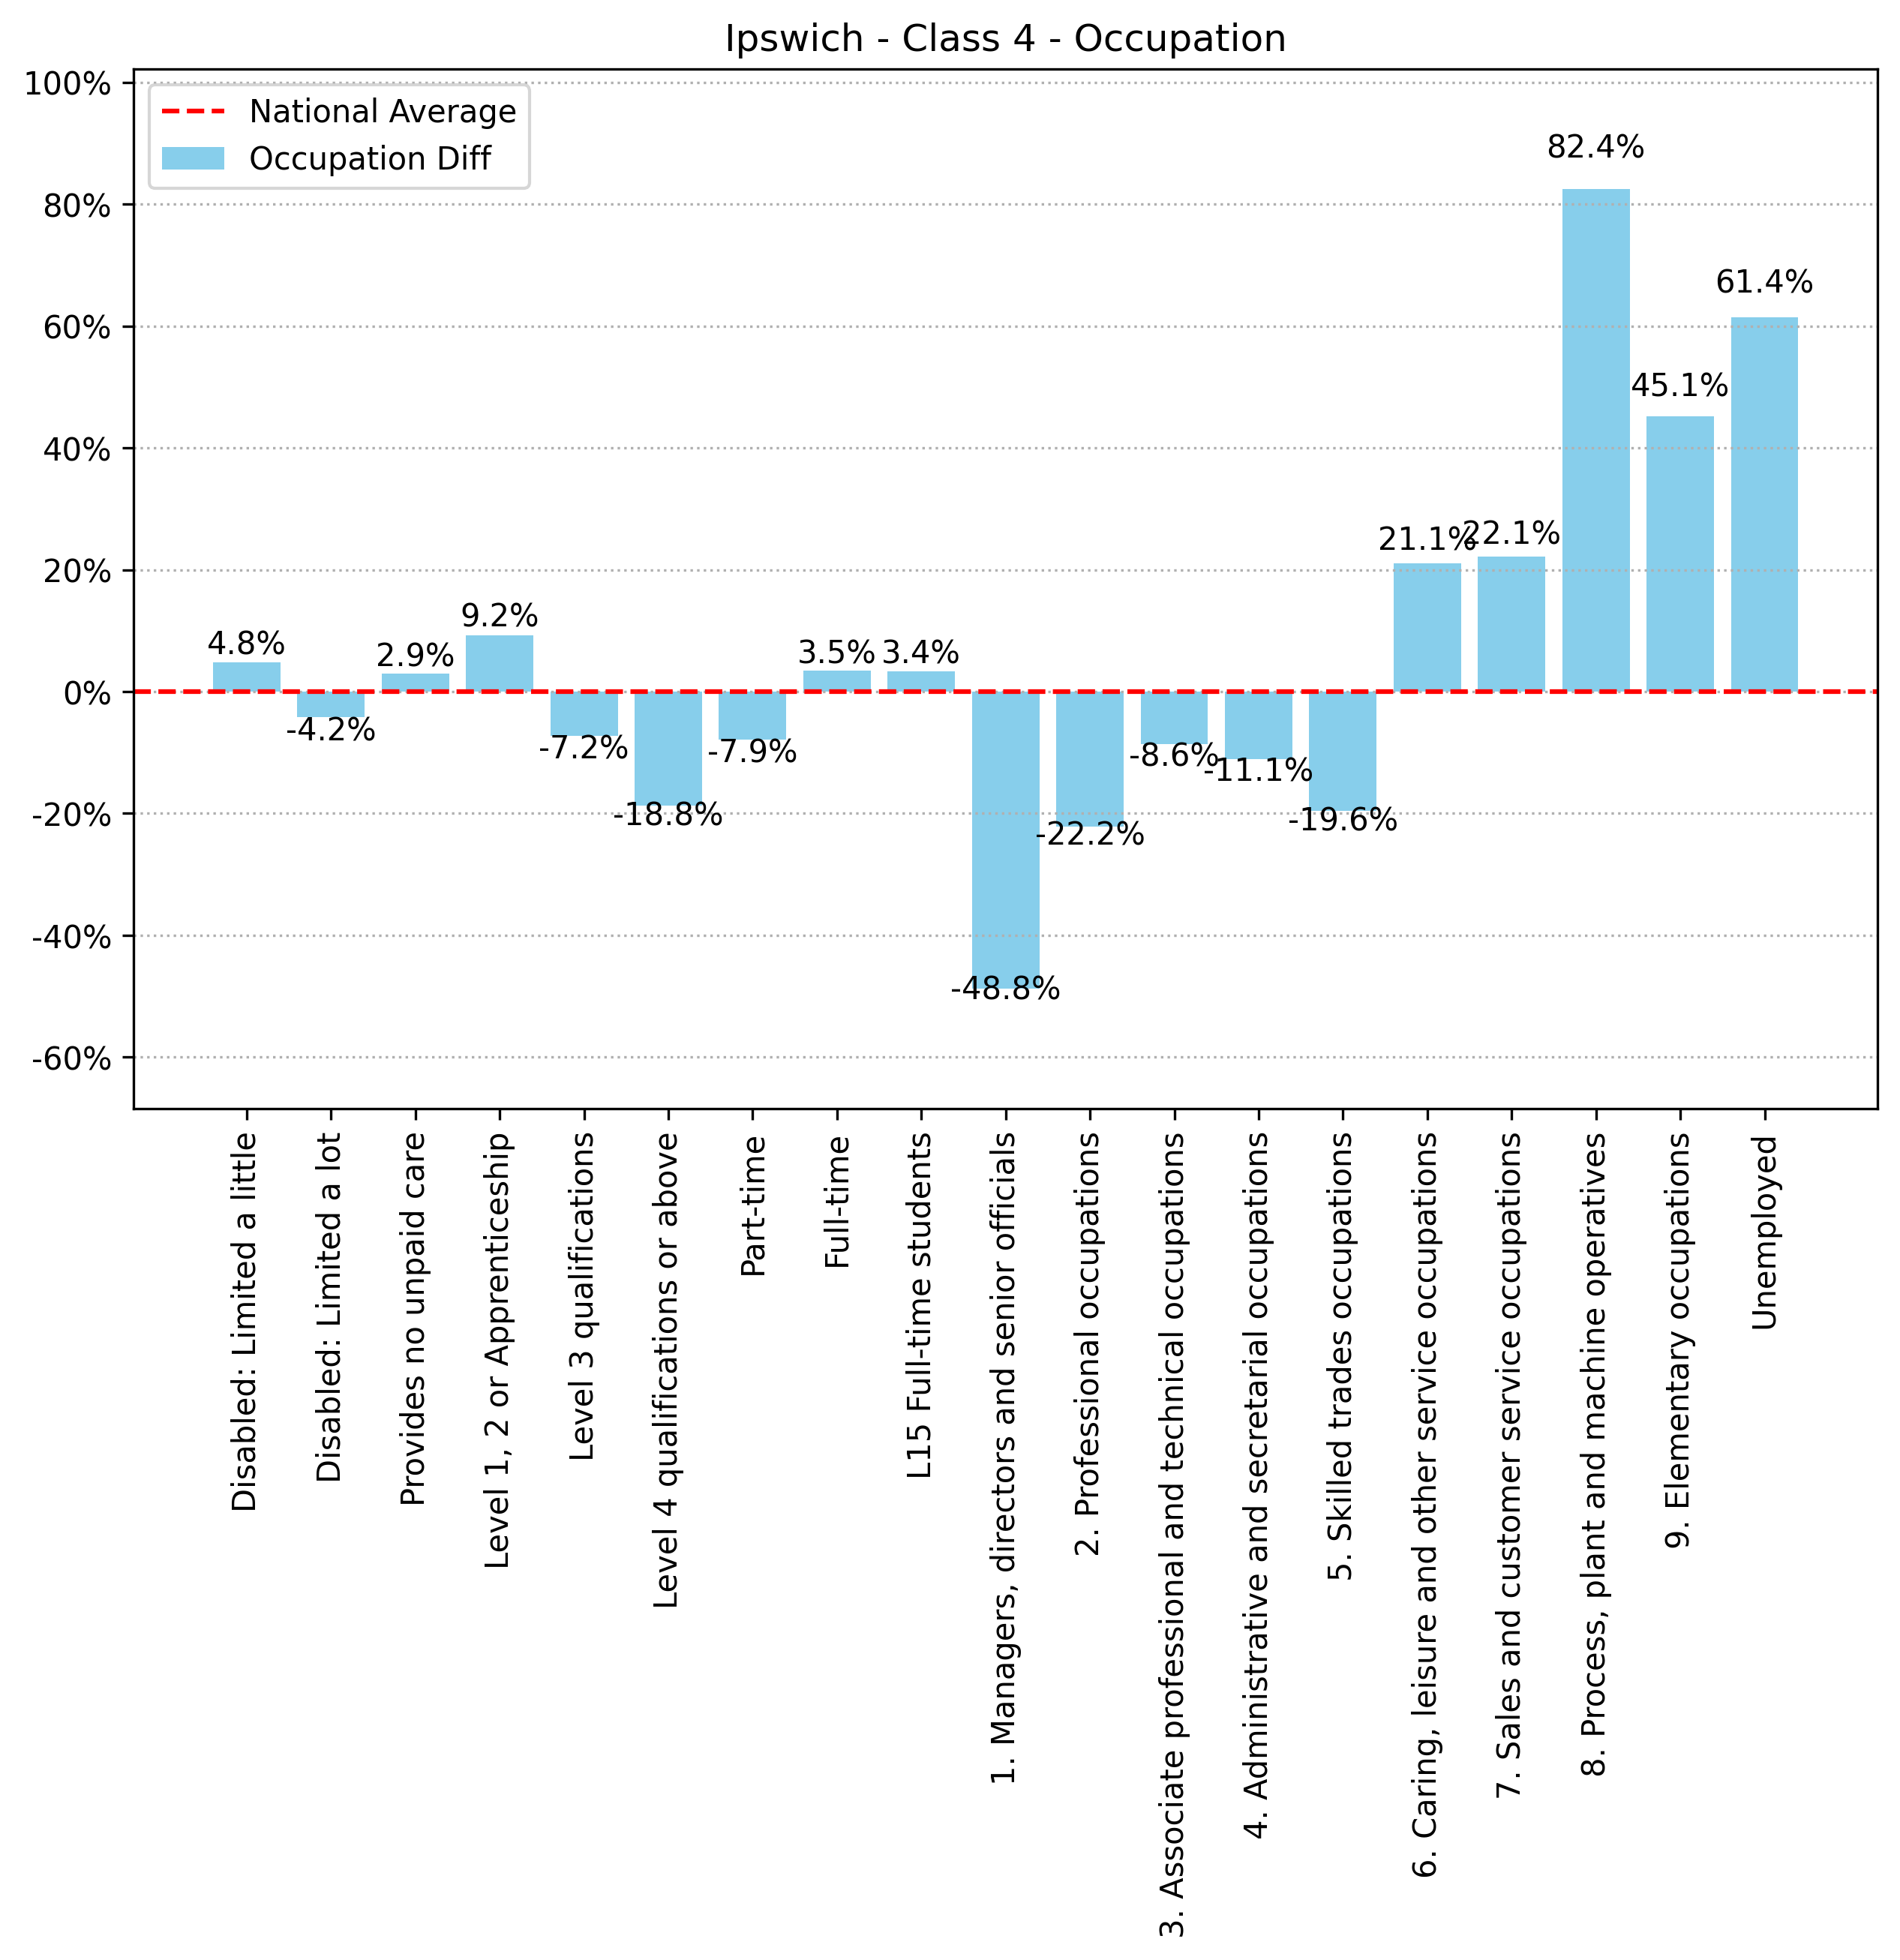 Ipswich - Class 4 - Occupation
100%
80%
60%
40%
20%
0%
-20%
-40%
-60%
National Average
Occupation Diff
4.8%
-4.2%
2.9%
9.2%
-7.2%
-18.8%
-7.9%
3.5%
3.4%
-48.8%
-22.2%
-8.6%
-11.1%
-19.6%
21.1%
22.1%
82.4%
45.1%
61.4%
Disabled: Limited a little
Disabled: Limited a lot
Provides no unpaid care
Level 1, 2 or Apprenticeship
Level 3 qualifications
Level 4 qualifications or above
Part-time
Full-time
L15 Full-time students
1. Managers, directors and senior officials
2. Professional occupations
3. Associate professional and technical occupations
4. Administrative and secretarial occupations
5. Skilled trades occupations
6. Caring, leisure and other service occupations
7. Sales and customer service occupations
8. Process, plant and machine operatives
9. Elementary occupations
Unemployed